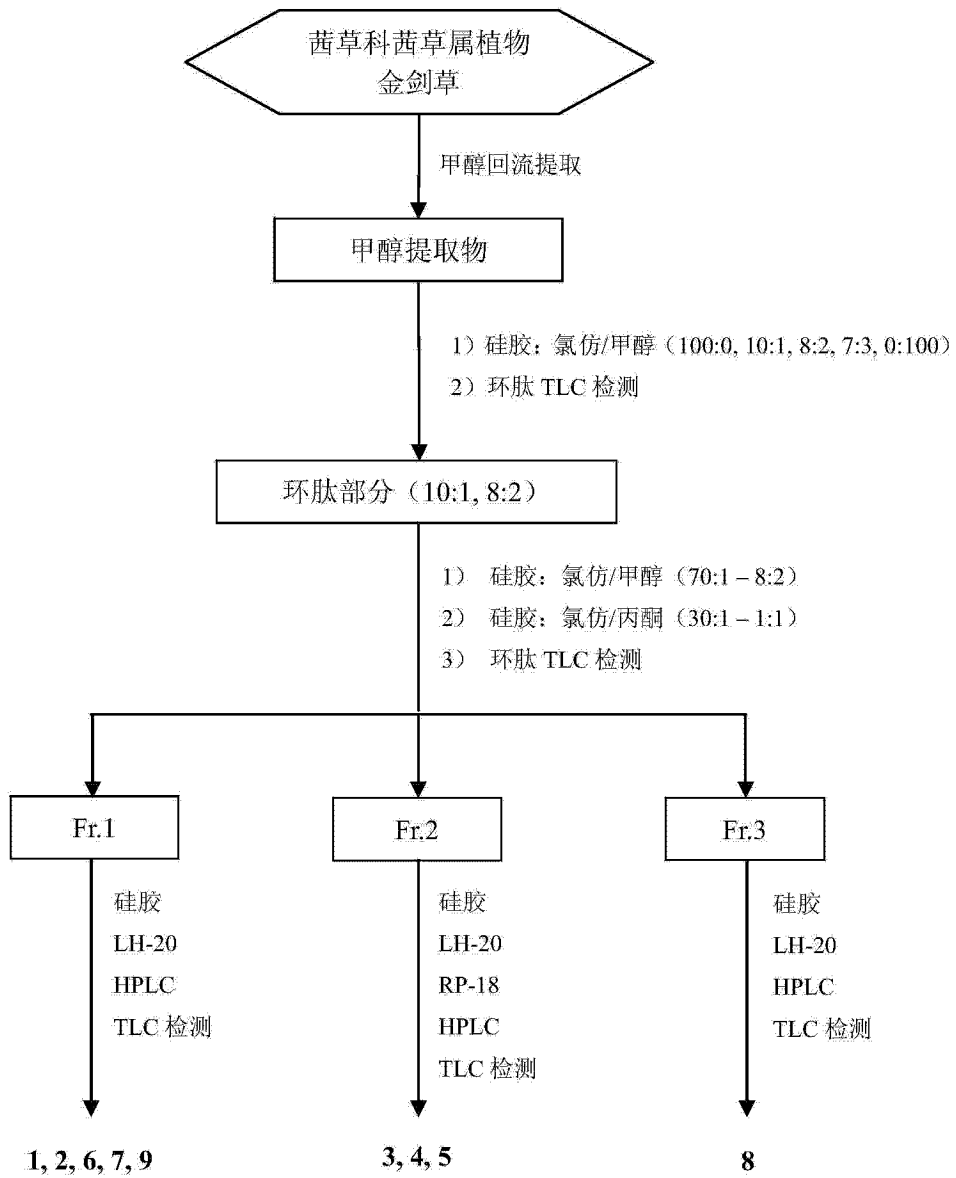 茜草科茜草属植物
金剑草
甲醇回流提取
甲醇提取物
1）硅胶：氯仿/甲醇（100:0, 10:1, 8:2, 7:3, 0:100）
2）环肽 TLC 检测
环肽部分（10:1, 8:2）
1） 硅胶：氯仿/甲醇（70:1 – 8:2）
2） 硅胶：氯仿/丙酮（30:1 – 1:1）
3） 环肽 TLC 检测
Fr.1
Fr.2
Fr.3
硅胶
LH-20
HPLC
TLC 检测
硅胶
LH-20
RP-18
HPLC
TLC 检测
硅胶
LH-20
HPLC
TLC 检测
1, 2, 6, 7, 9
3, 4, 5
8